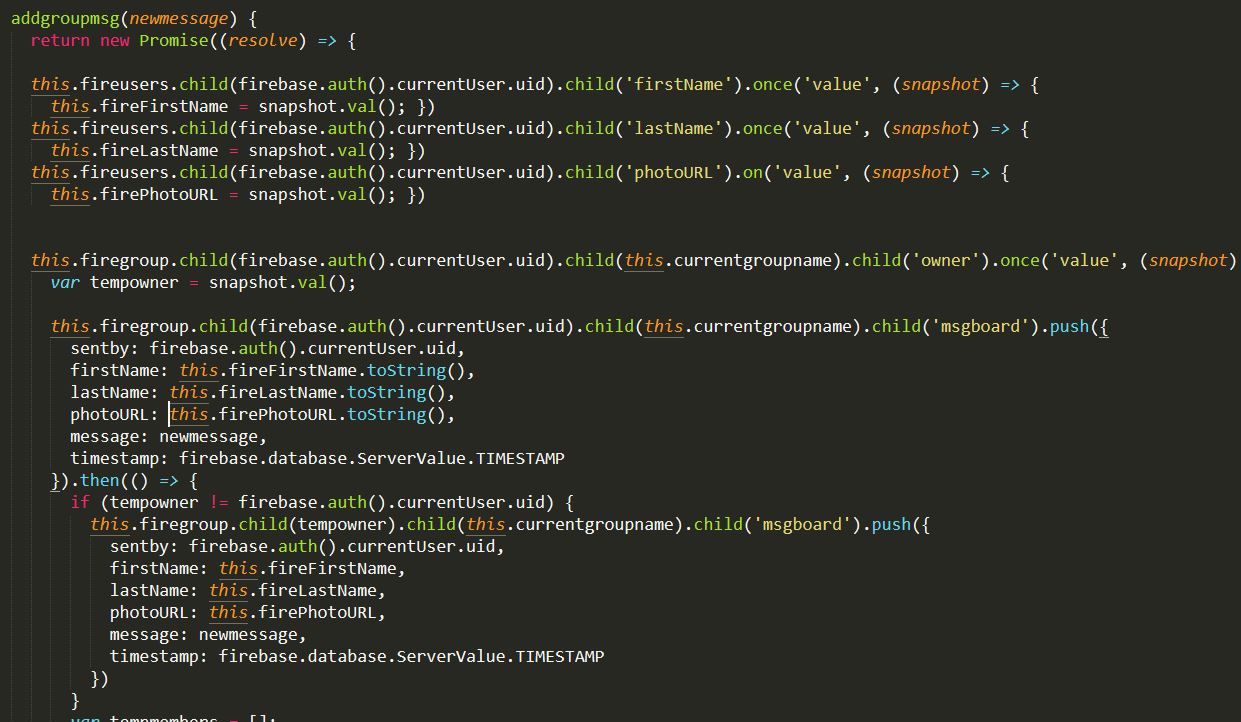 addgroupmsg(newmessage) {
return new Promise((resolve) => {
this.fireusers.child(firebase.auth().currentUser.uid).child('firstName').once('value', (snapshot) => {
this.fireFirstName = snapshot.val(); })
this.fireusers.child(firebase.auth().currentUser.uid).child('lastName').once('value', (snapshot) => {
this.fireLastName = snapshot.val(); })
this.fireusers.child(firebase.auth().currentUser.uid).child('photoURL').on('value', (snapshot) => {
this.firePhotoURL = snapshot.val(); })
this.firegroup.child(firebase.auth().currentUser.uid).child(this.currentgroupname).child('owner').once('value', (snapshot)
var tempowner = snapshot.val();
this.firegroup.child(firebase.auth().currentUser.uid).child(this.currentgroupname).child('msgboard').push({
sentby: firebase.auth().currentUser.uid,
firstName: this.fireFirstName.toString(),
lastName: this.fireLastName.toString(),
photoURL: this.firePhotoURL.toString(),
message: newmessage,
timestamp: firebase.database.ServerValue.TIMESTAMP
}).then(() => {
if (tempowner != firebase.auth().currentUser.uid) {
this.firegroup.child(tempowner).child(this.currentgroupname).child('msgboard').push({
sentby: firebase.auth().currentUser.uid,
firstName: this.fireFirstName,
lastName: this.fireLastName,
photoURL: this.firePhotoURL,
message: newmessage,
timestamp: firebase.database.ServerValue.TIMESTAMP
})
}
var tempmembers = [];